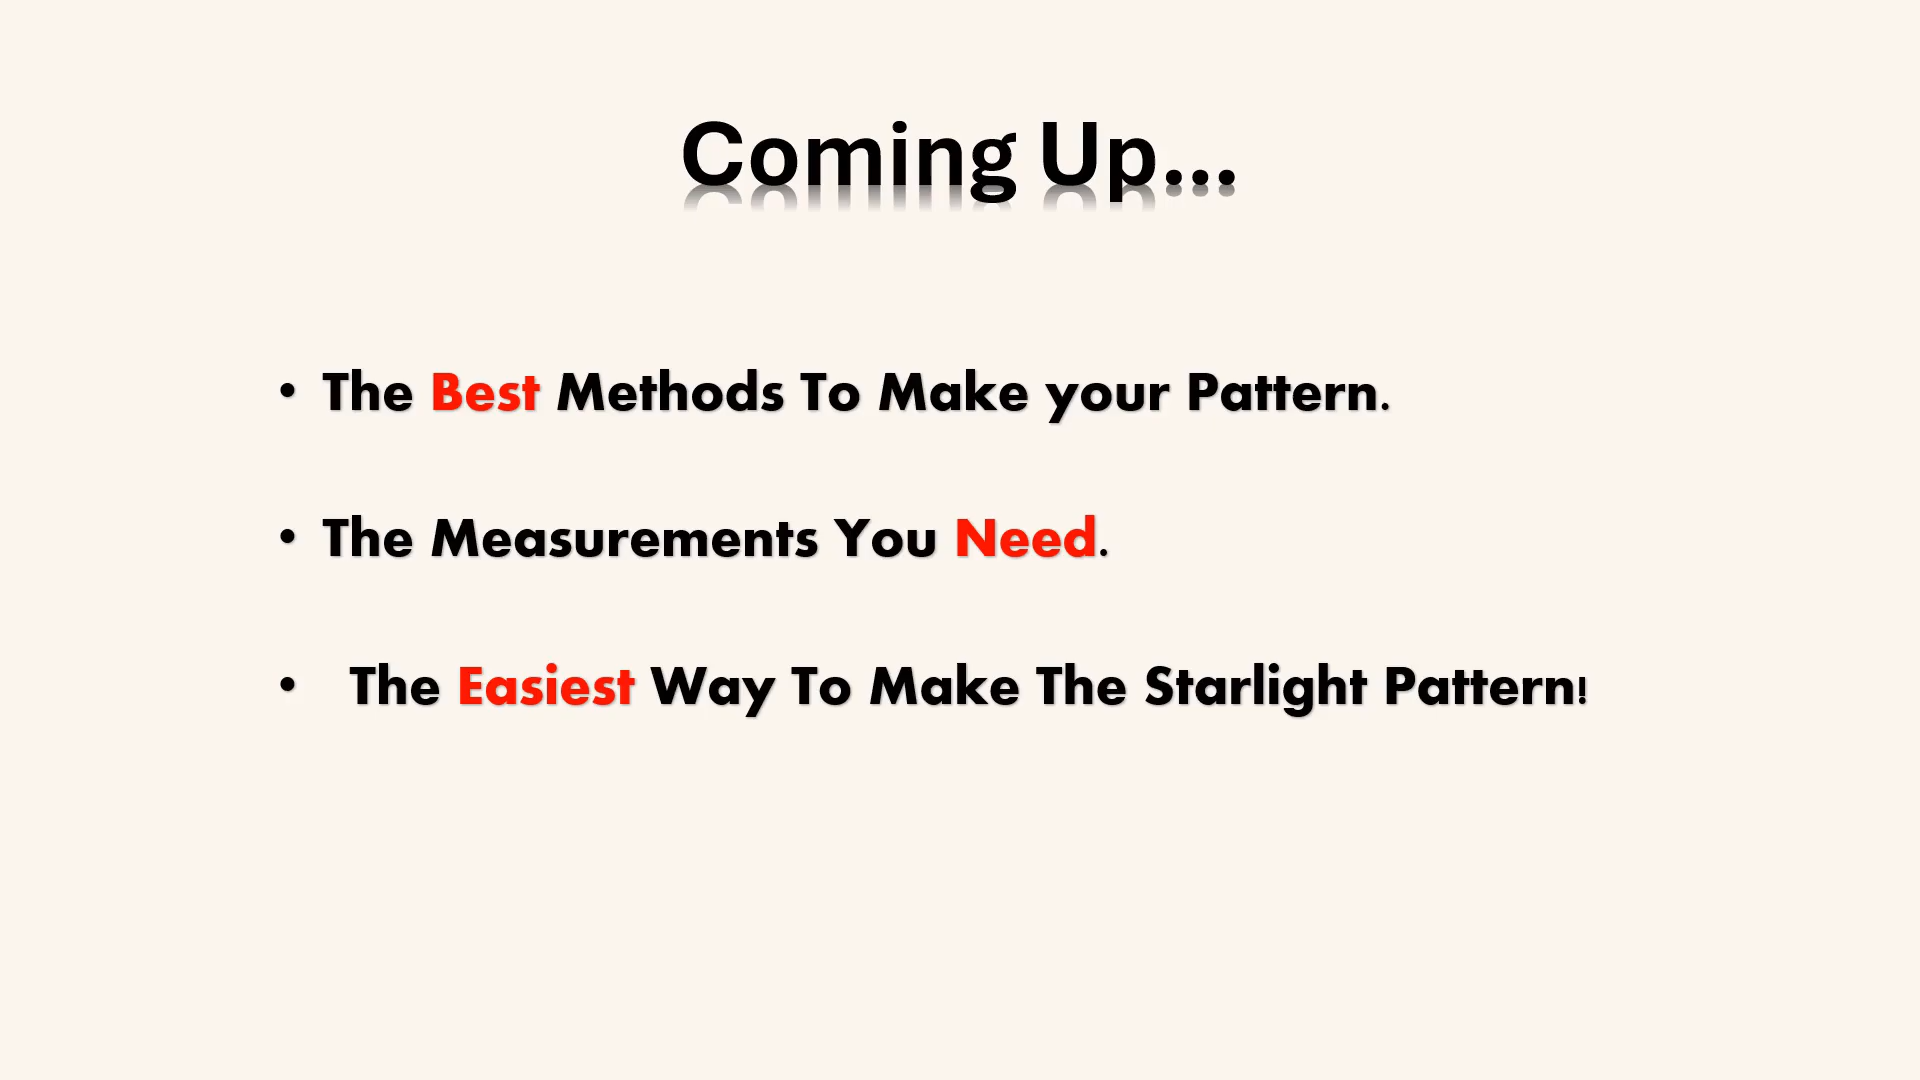 Coming Up...
• The Best Methods To Make your Pattern.
• The Measurements You Need.
• The Easiest Way To Make The Starlight Pattern!